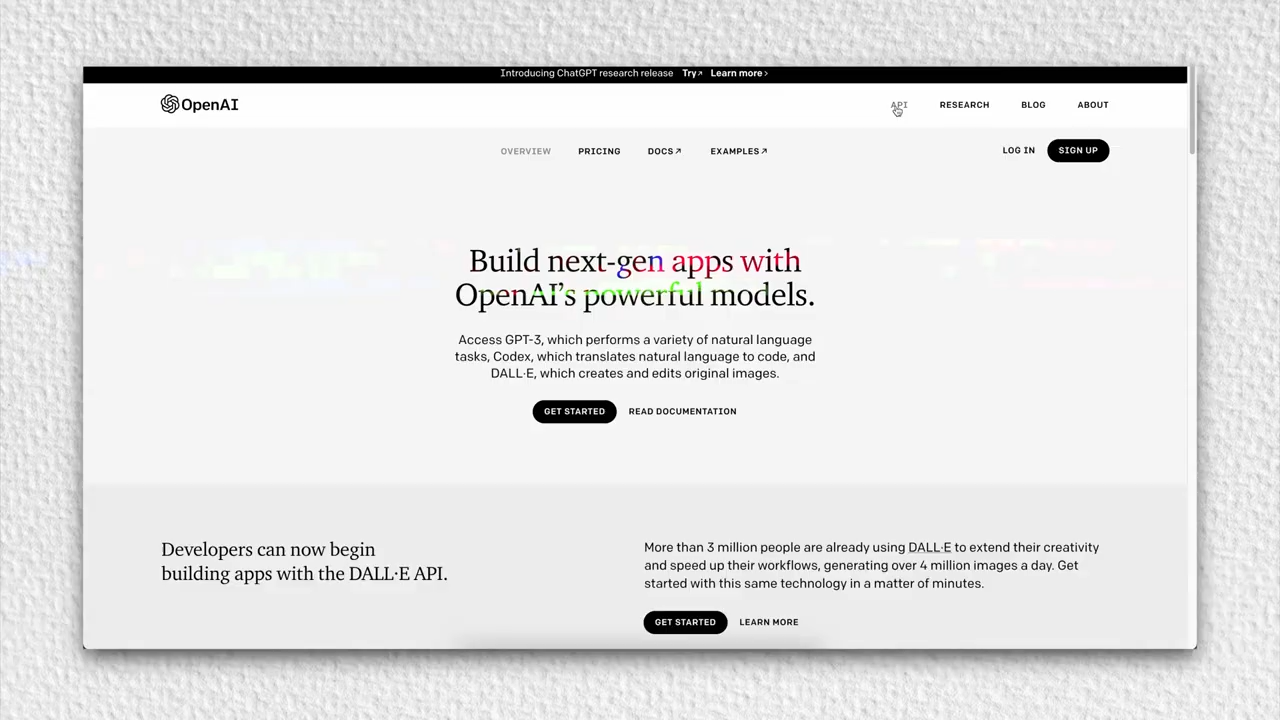 Introducing ChatGPT research release Try↗ Learn more ›
OpenAI
API RESEARCH BLOG ABOUT
OVERVIEW PRICING DOCS↗ EXAMPLES↗ LOG IN SIGN UP
Build next-gen apps with
OpenAI’s powerful models.
Access GPT-3, which performs a variety of natural language
tasks, Codex, which translates natural language to code, and
DALL·E, which creates and edits original images.
GET STARTED READ DOCUMENTATION
Developers can now begin
building apps with the DALL·E API.
More than 3 million people are already using DALL·E to extend their creativity
and speed up their workflows, generating over 4 million images a day. Get
started with this same technology in a matter of minutes.
GET STARTED LEARN MORE